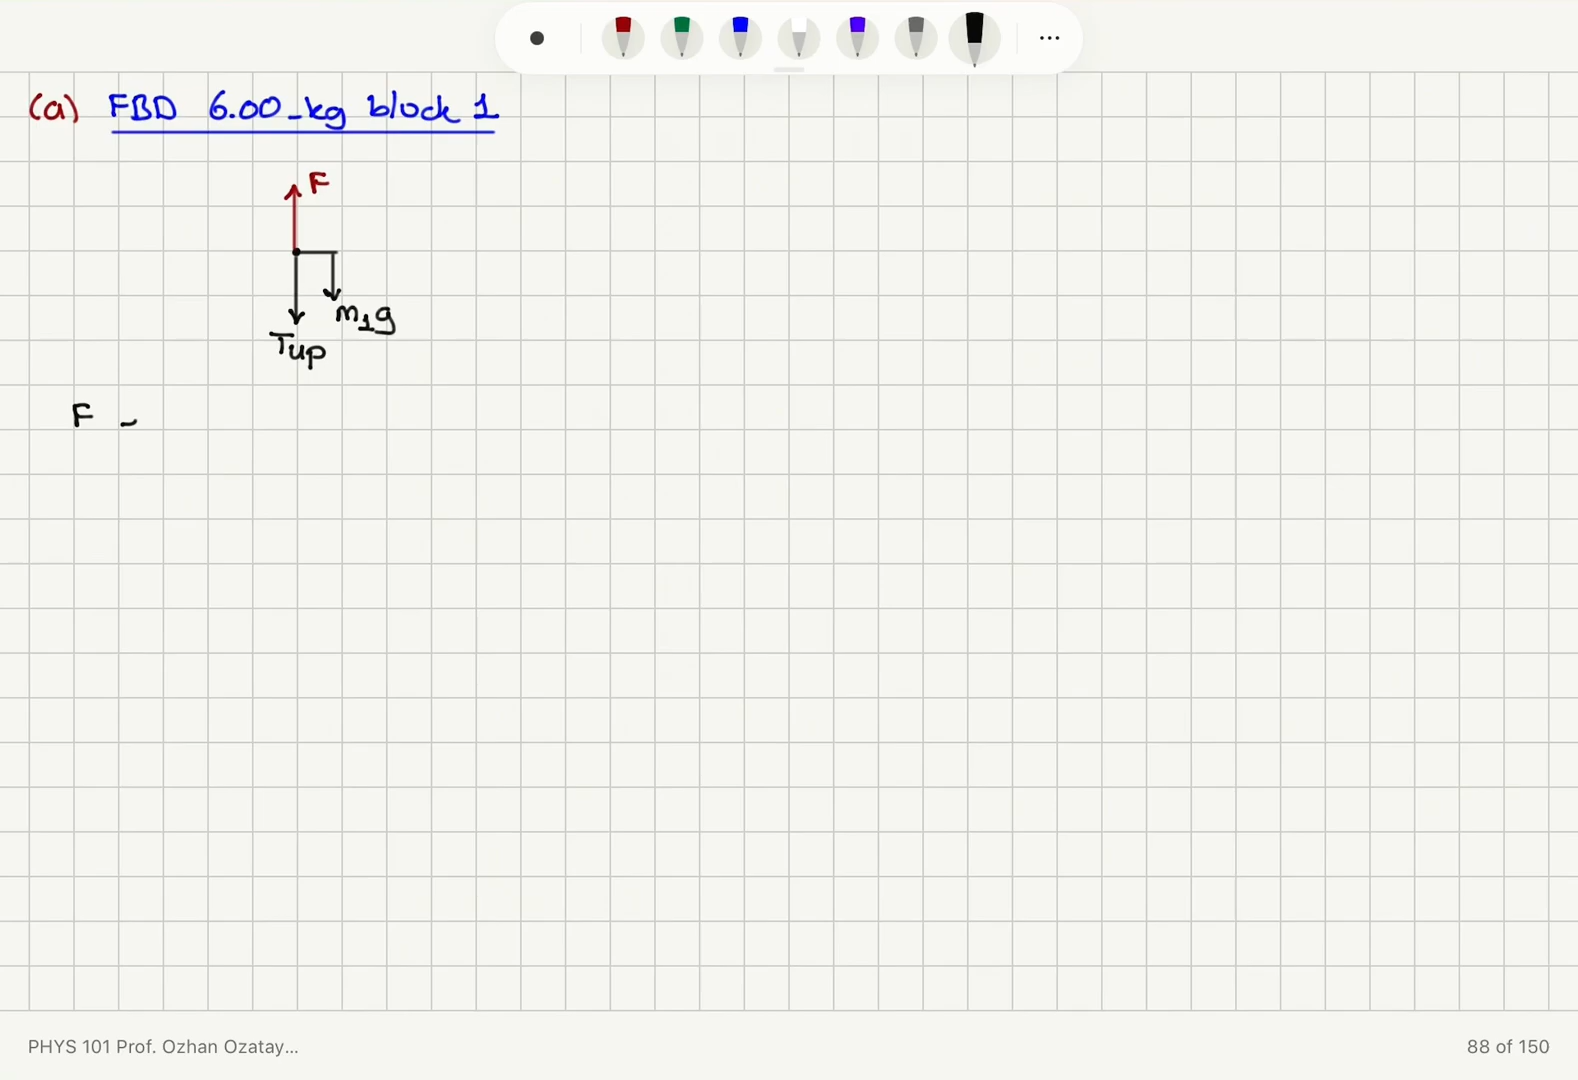 (a) FBD 6.00-kg block 1
F
m₁g
Tup
F -
PHYS 101 Prof. Ozhan Ozatay...
88 of 150